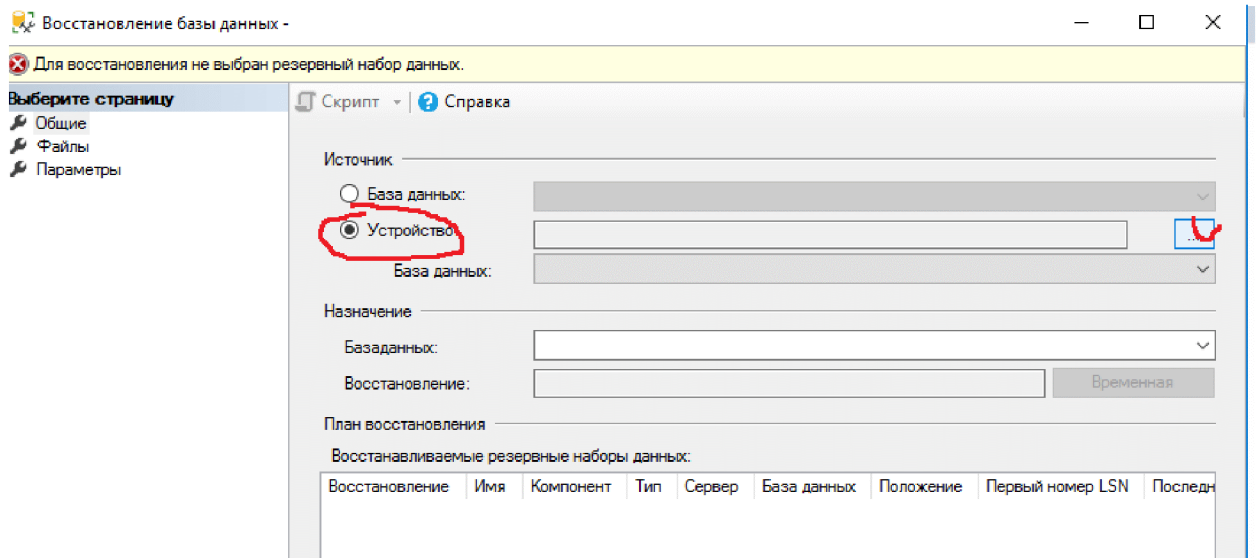 Восстановление базы данных -
Для восстановления не выбран резервный набор данных.
Выберите страницу
Общие
Файлы
Параметры
Скрипт
Справка
Источник
База данных:
Устройство
...
База данных:
Назначение
Базаданных:
Восстановление:
Временная
План восстановления
Восстанавливаемые резервные наборы данных:
Восстановление Имя Компонент Тип Сервер База данных Положение Первый номер LSN Последн